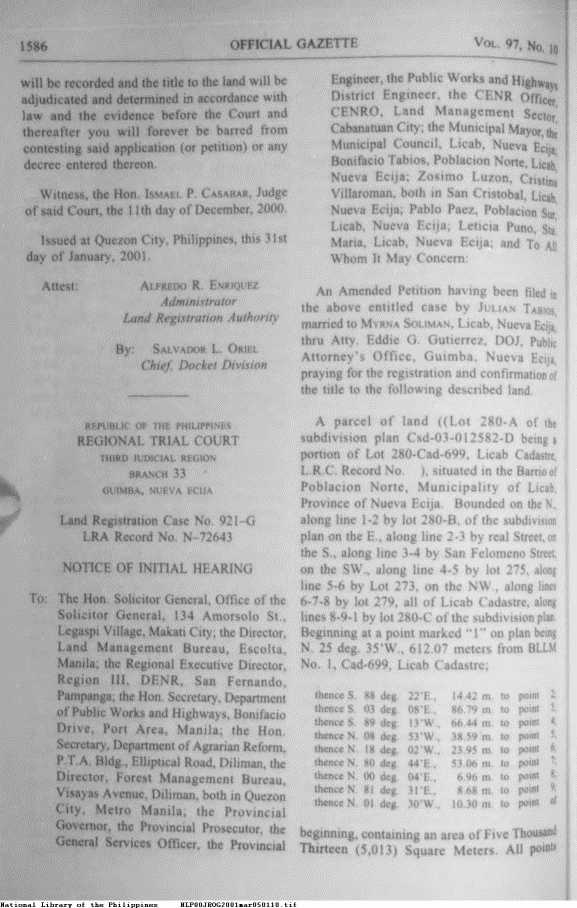 1586
OFFICIAL GAZETTE
VOL. 97, No. 10
will be recorded and the title to the land will be
adjudicated and determined in accordance with
law and the evidence before the Court and
thereafter you will forever be barred from
contesting said application (or petition) or any
decree entered thereon.
Witness, the Hon. ISMAEL P. CASABAR, Judge
of said Court, the 11th day of December, 2000.
Issued at Quezon City, Philippines, this 31st
day of January, 2001.
Attest: ALFREDO R. ENRIQUEZ
Administrator
Land Registration Authority
By: SALVADOR L. ORIEL
Chief, Docket Division
REPUBLIC OF THE PHILIPPINES
REGIONAL TRIAL COURT
THIRD JUDICIAL REGION
BRANCH 33
GUIMBA, NUEVA ECIJA
Land Registration Case No. 921–G
LRA Record No. N–72643
NOTICE OF INITIAL HEARING
To: The Hon. Solicitor General, Office of the
Solicitor General, 134 Amorsolo St.,
Legaspi Village, Makati City; the Director,
Land Management Bureau, Escolta,
Manila; the Regional Executive Director,
Region III, DENR, San Fernando,
Pampanga; the Hon. Secretary, Department
of Public Works and Highways, Bonifacio
Drive, Port Area, Manila; the Hon.
Secretary, Department of Agrarian Reform,
P.T.A. Bldg., Elliptical Road, Diliman, the
Director, Forest Management Bureau,
Visayas Avenue, Diliman, both in Quezon
City, Metro Manila; the Provincial
Governor, the Provincial Prosecutor, the
General Services Officer, the Provincial
Engineer, the Public Works and Highways
District Engineer, the CENR Officer,
CENRO, Land Management Sector,
Cabanatuan City; the Municipal Mayor, the
Municipal Council, Licab, Nueva Ecija;
Bonifacio Tabios, Poblacion Norte, Licab,
Nueva Ecija; Zosimo Luzon, Cristina
Villaroman, both in San Cristobal, Licab,
Nueva Ecija; Pablo Paez, Poblacion Sur,
Licab, Nueva Ecija; Leticia Puno, Sta.
Maria, Licab, Nueva Ecija; and To All
Whom It May Concern:
An Amended Petition having been filed in
the above entitled case by JULIAN TABIOS,
married to MYRNA SOLIMAN, Licab, Nueva Ecija,
thru Atty. Eddie G. Gutierrez, DOJ, Public
Attorney's Office, Guimba, Nueva Ecija,
praying for the registration and confirmation of
the title to the following described land.
A parcel of land ((Lot 280-A of the
subdivision plan Csd-03-012582-D being a
portion of Lot 280-Cad-699, Licab Cadastre,
L.R.C. Record No. ), situated in the Barrio of
Poblacion Norte, Municipality of Licab,
Province of Nueva Ecija. Bounded on the N.,
along line 1-2 by lot 280-B, of the subdivision
plan on the E., along line 2-3 by real Street, on
the S., along line 3-4 by San Felomeno Street,
on the SW., along line 4-5 by lot 275, along
line 5-6 by Lot 273, on the NW., along lines
6-7-8 by lot 279, all of Licab Cadastre, along
lines 8-9-1 by lot 280-C of the subdivision plan.
Beginning at a point marked "1" on plan being
N. 25 deg. 35'W., 612.07 meters from BLLM
No. 1, Cad-699, Licab Cadastre;
thence S. 88 deg. 22'E., 14.42 m. to point 2;
thence S. 03 deg. 08'E., 86.79 m. to point 3,
thence S. 89 deg. 13'W., 66.44 m. to point 4,
thence N. 08 deg. 53'W., 38.59 m. to point 5,
thence N. 18 deg. 02'W., 23.95 m. to point 6,
thence N. 80 deg. 44'E., 53.06 m. to point 7;
thence N. 00 deg. 04'E., 6.96 m. to point 8;
thence N. 81 deg. 31'E., 8.68 m. to point 9;
thence N. 01 deg. 30'W., 10.30 m. to point of
beginning, containing an area of Five Thousand
Thirteen (5,013) Square Meters. All points
National Library of the Philippines NLP00JROG2001mar050110.tif